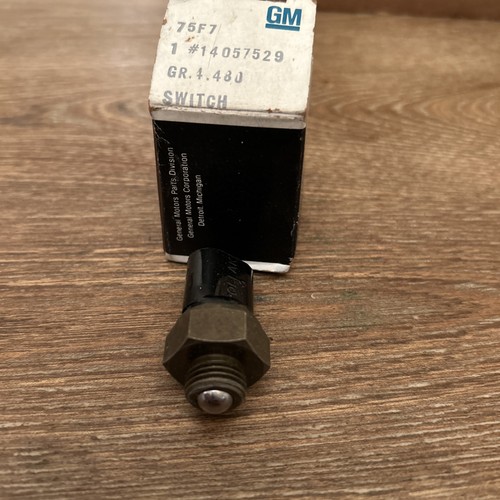 GM
75F7
1 #14057529
GR.4.480
SWITCH
General Motors Parts Division
General Motors Corporation
Detroit, Michigan